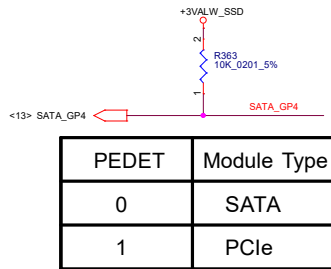 +3VALW_SSD
2
R363
10K_0201_5%
1
<13> SATA_GP4
SATA_GP4
PEDET Module Type
0 SATA
1 PCIe